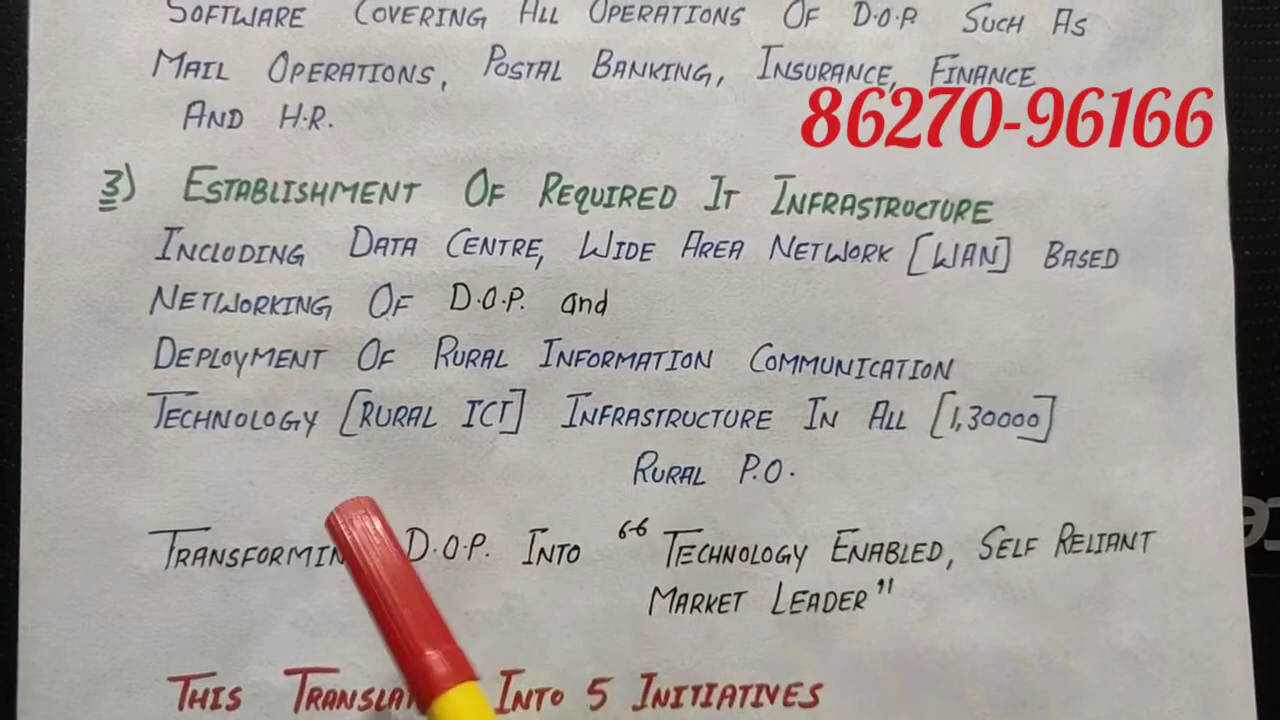 SOFTWARE COVERING ALL OPERATIONS OF D.O.P. SUCH AS
MAIL OPERATIONS, POSTAL BANKING, INSURANCE, FINANCE
AND H.R.
86270-96166
3) ESTABLISHMENT OF REQUIRED IT INFRASTRUCTURE
INCLUDING DATA CENTRE, WIDE AREA NETWORK [WAN] BASED
NETWORKING OF D.O.P. and
DEPLOYMENT OF RURAL INFORMATION COMMUNICATION
TECHNOLOGY [RURAL ICT] INFRASTRUCTURE IN ALL [1,30000]
RURAL P.O.
D.O.P. INTO "TECHNOLOGY ENABLED, SELF RELIANT
MARKET LEADER"
THIS INTO 5 INITIATIVES